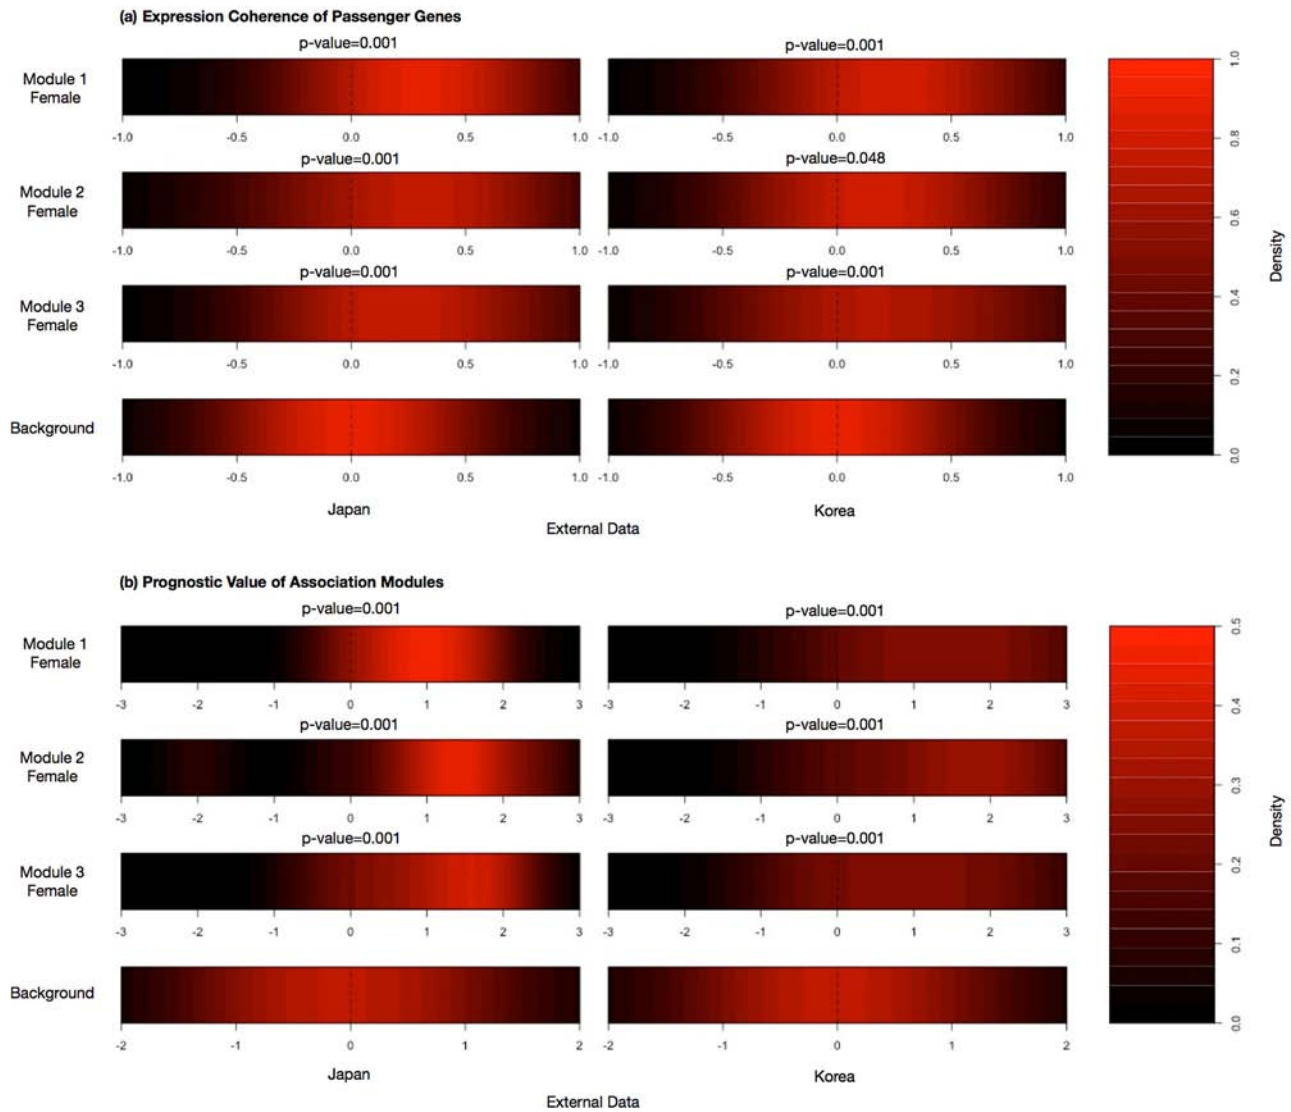 (a) Expression Coherence of Passenger Genes
p-value=0.001
p-value=0.001
Module 1
Female
-1.0 -0.5 0.0 0.5 1.0
-1.0 -0.5 0.0 0.5 1.0
p-value=0.001
p-value=0.048
Module 2
Female
-1.0 -0.5 0.0 0.5 1.0
-1.0 -0.5 0.0 0.5 1.0
p-value=0.001
p-value=0.001
Module 3
Female
-1.0 -0.5 0.0 0.5 1.0
-1.0 -0.5 0.0 0.5 1.0
Background
-1.0 -0.5 0.0 0.5 1.0
-1.0 -0.5 0.0 0.5 1.0
Japan
Korea
External Data
0.0 0.2 0.4 0.6 0.8 1.0
Density
(b) Prognostic Value of Association Modules
p-value=0.001
p-value=0.001
Module 1
Female
-3 -2 -1 0 1 2 3
-3 -2 -1 0 1 2 3
p-value=0.001
p-value=0.001
Module 2
Female
-3 -2 -1 0 1 2 3
-3 -2 -1 0 1 2 3
p-value=0.001
p-value=0.001
Module 3
Female
-3 -2 -1 0 1 2 3
-3 -2 -1 0 1 2 3
Background
-2 -1 0 1 2
-2 -1 0 1 2
Japan
Korea
External Data
0.0 0.1 0.2 0.3 0.4 0.5
Density